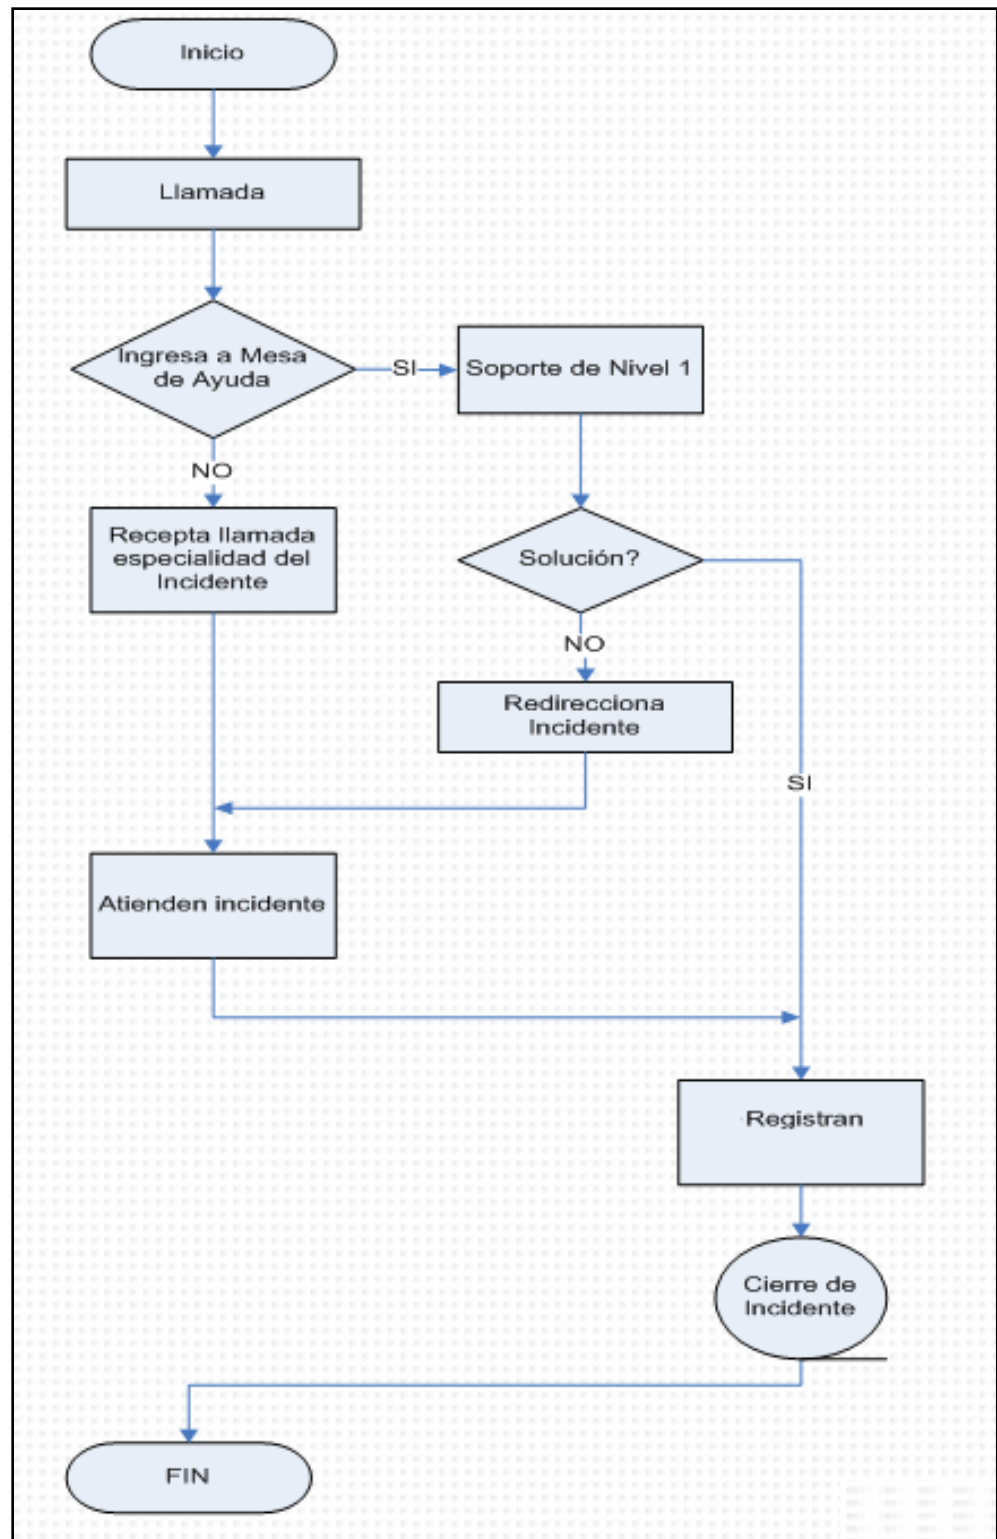 Inicio
Llamada
Ingresa a Mesa
de Ayuda
SI
Soporte de Nivel 1
NO
Recepta llamada
especialidad del
Incidente
Solución?
NO
Redirecciona
Incidente
SI
Atienden incidente
Registran
Cierre de
Incidente
FIN